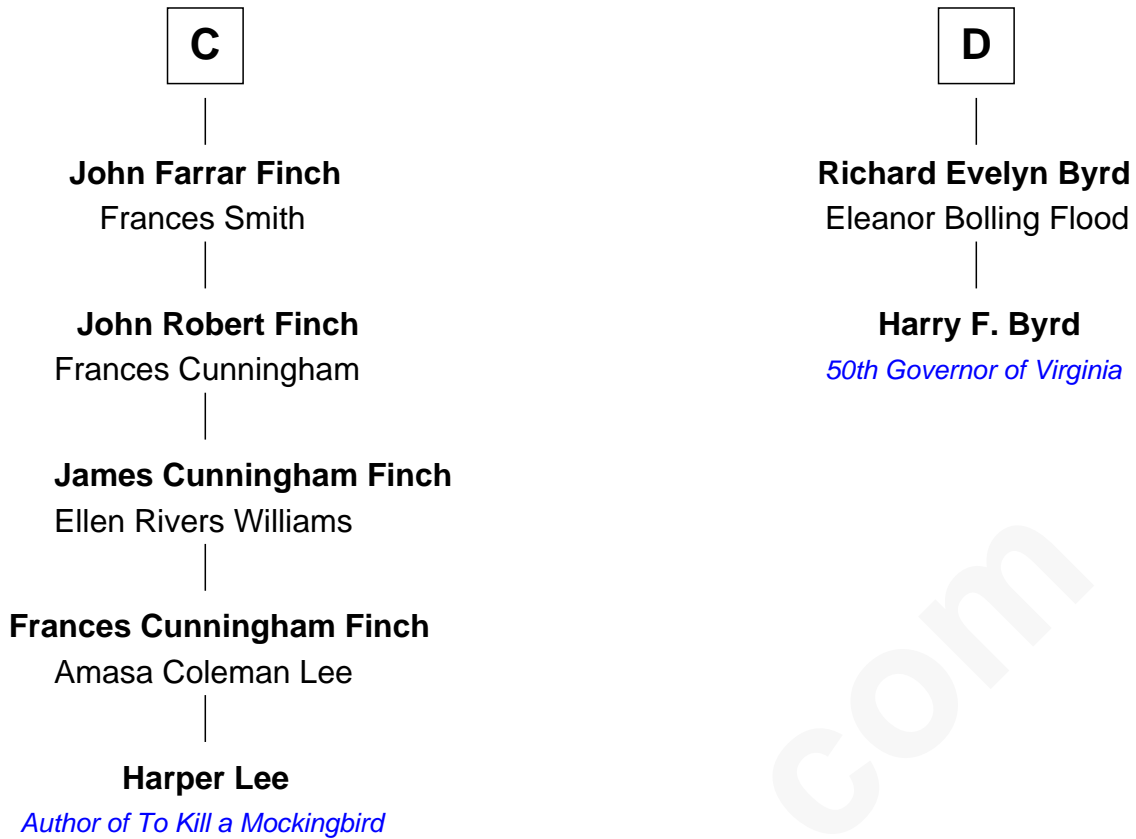 C
John Farrar Finch
Frances Smith
John Robert Finch
Frances Cunningham
James Cunningham Finch
Ellen Rivers Williams
Frances Cunningham Finch
Amasa Coleman Lee
Harper Lee
Author of To Kill a Mockingbird
D
Richard Evelyn Byrd
Eleanor Bolling Flood
Harry F. Byrd
50th Governor of Virginia
com